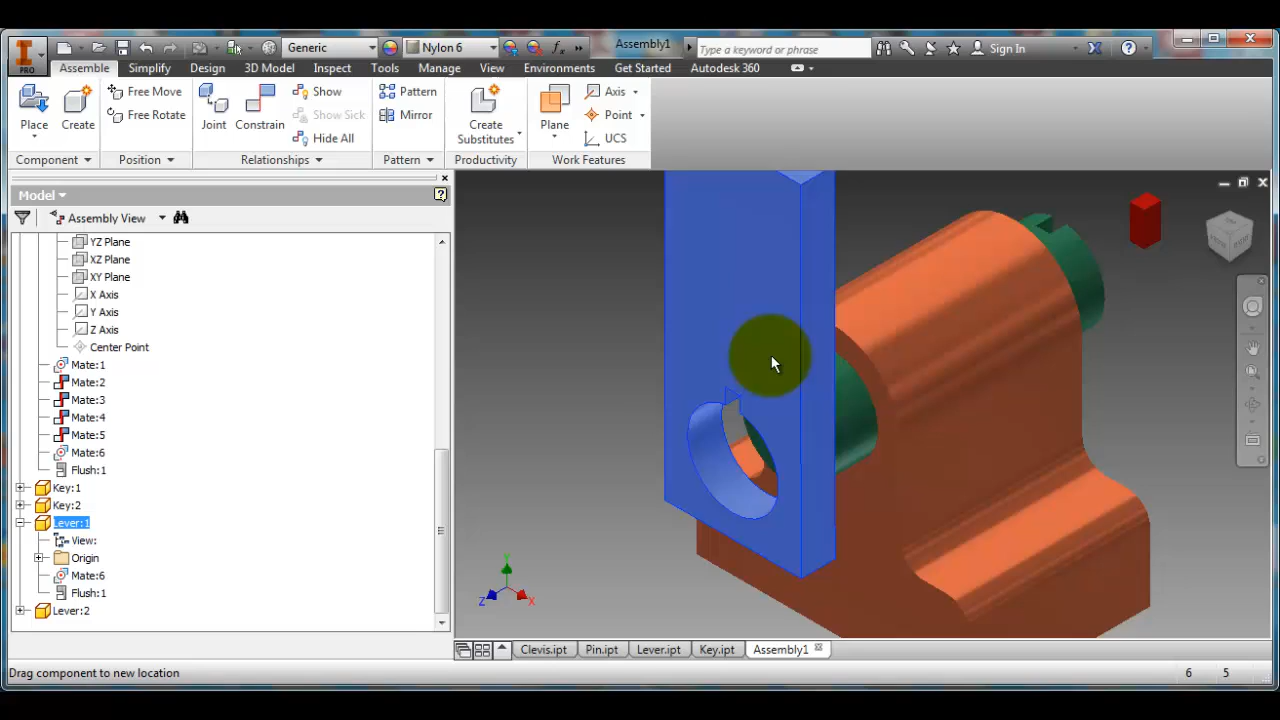 PRO
Generic
Nylon 6
fx
Assembly1
Type a keyword or phrase
Sign In
Assemble Simplify Design 3D Model Inspect Tools Manage View Environments Get Started Autodesk 360
Place
Create
Free Move
Free Rotate
Joint
Constrain
Show
Show Sick
Hide All
Pattern
Mirror
Create
Substitutes
Plane
Axis
Point
UCS
Component Position Relationships Pattern Productivity Work Features
Model
Assembly View
YZ Plane
XZ Plane
XY Plane
X Axis
Y Axis
Z Axis
Center Point
Mate:1
Mate:2
Mate:3
Mate:4
Mate:5
Mate:6
Flush:1
Key:1
Key:2
Lever:1
View:
Origin
Mate:6
Flush:1
Lever:2
Y
Z
X
Clevis.ipt Pin.ipt Lever.ipt Key.ipt Assembly1
Drag component to new location
6 5